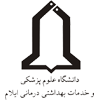 دانشگاه علوم پزشکی
و خدمات بهداشتی درمانی ایلام